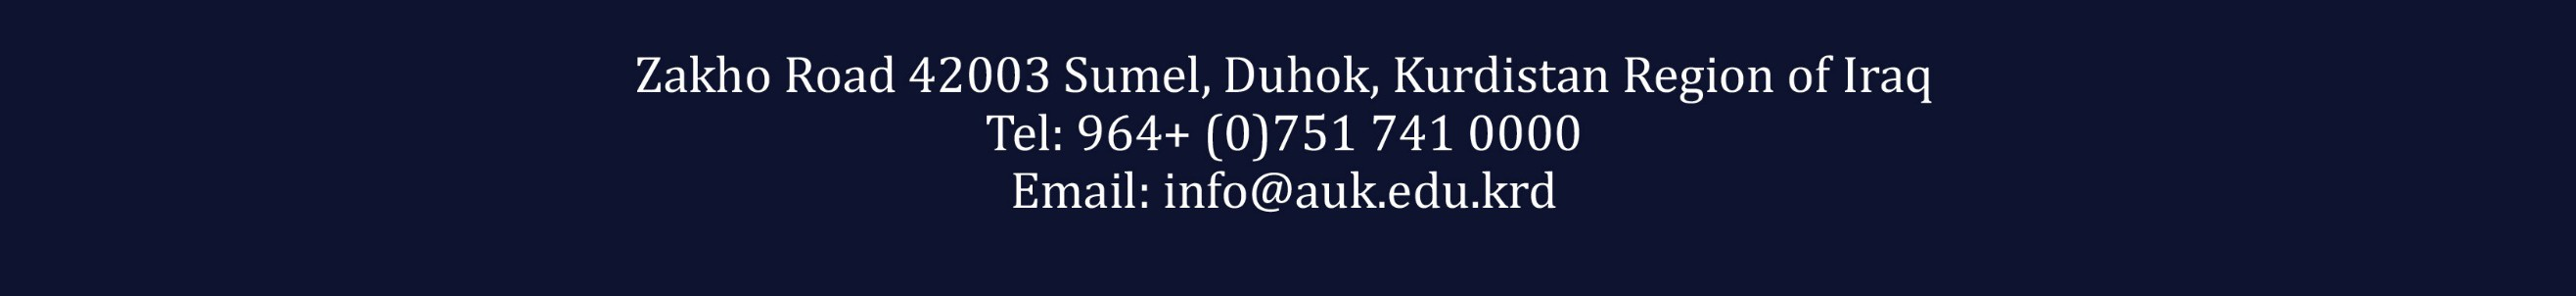 Zakho Road 42003 Sumel, Duhok, Kurdistan Region of Iraq
Tel: 964+ (0)751 741 0000
Email: info@auk.edu.krd